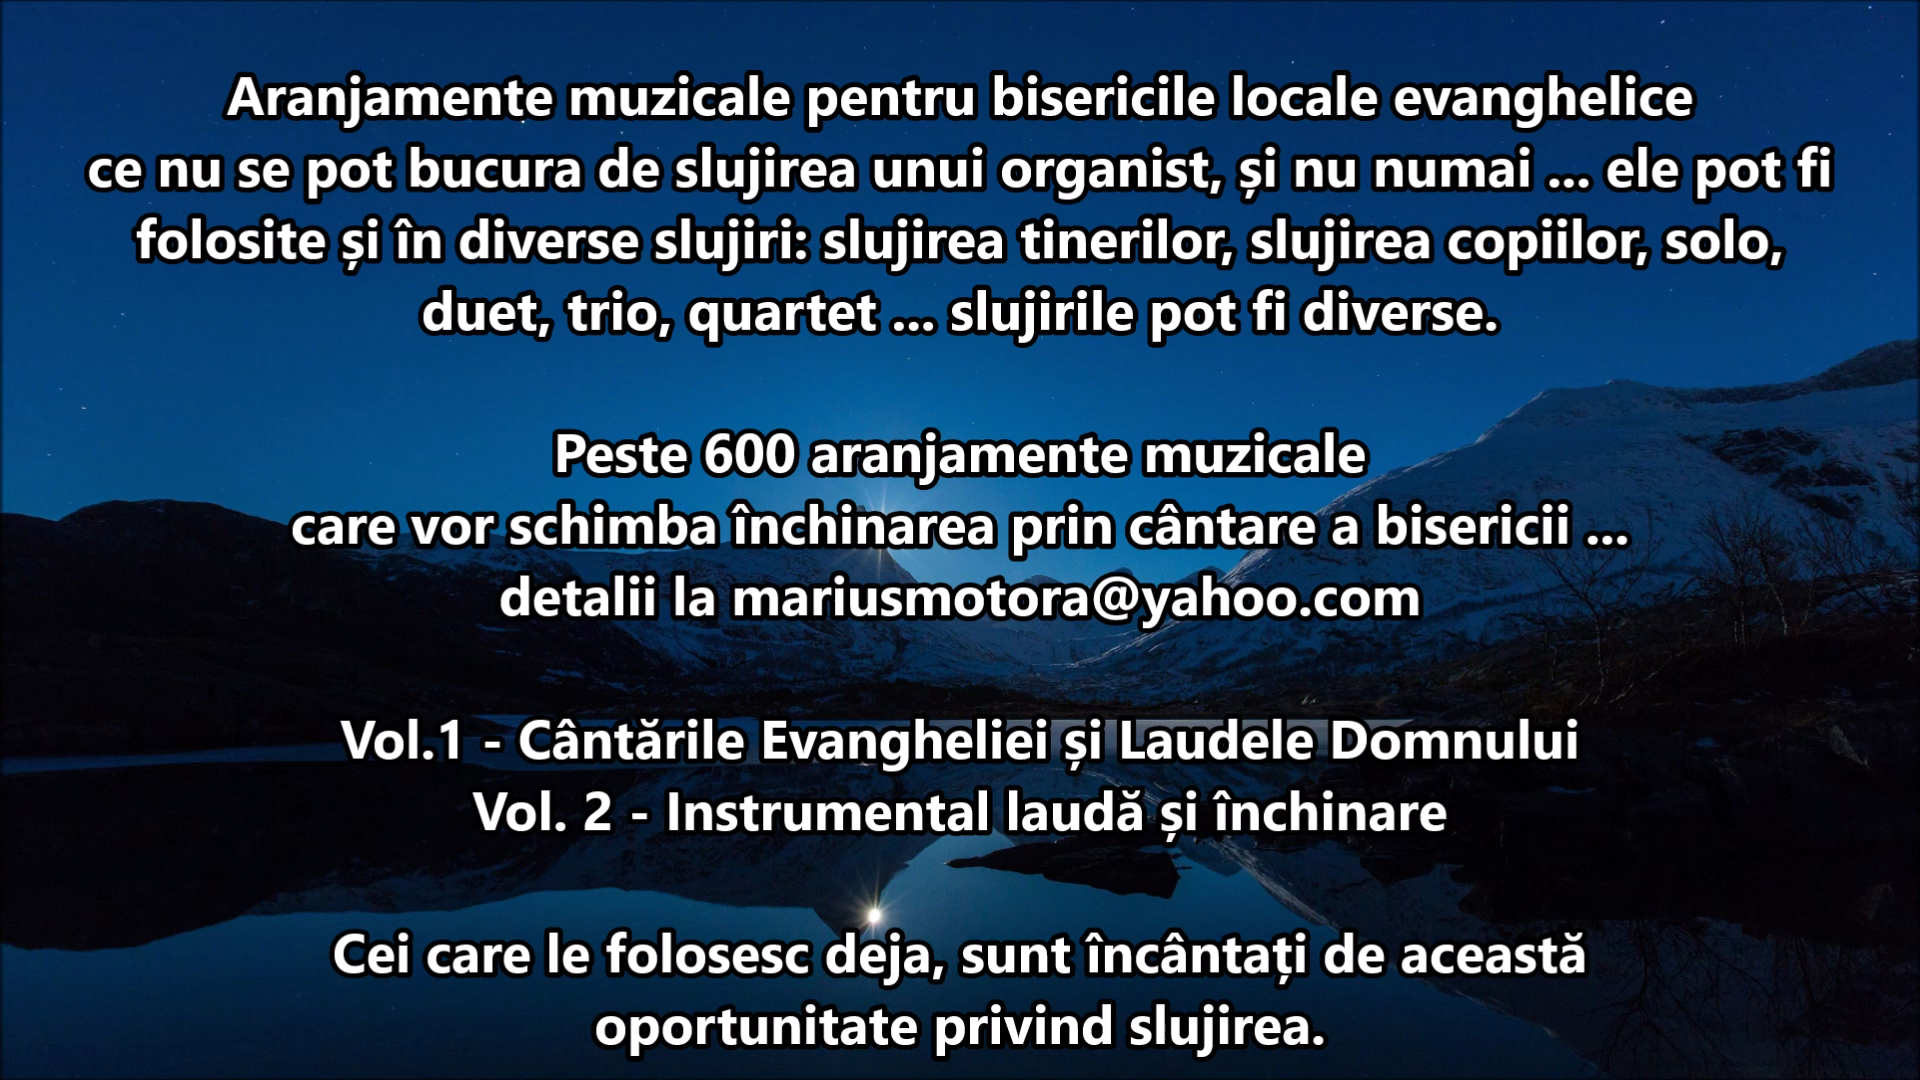 Aranjamente muzicale pentru bisericile locale evanghelice
ce nu se pot bucura de slujirea unui organist, și nu numai ... ele pot fi
folosite și în diverse slujiri: slujirea tinerilor, slujirea copiilor, solo,
duet, trio, quartet ... slujirile pot fi diverse.
Peste 600 aranjamente muzicale
care vor schimba închinarea prin cântare a bisericii ...
detalii la mariusmotora@yahoo.com
Vol.1 - Cântările Evangheliei și Laudele Domnului
Vol. 2 - Instrumental laudă și închinare
Cei care le folosesc deja, sunt încântați de această
oportunitate privind slujirea.